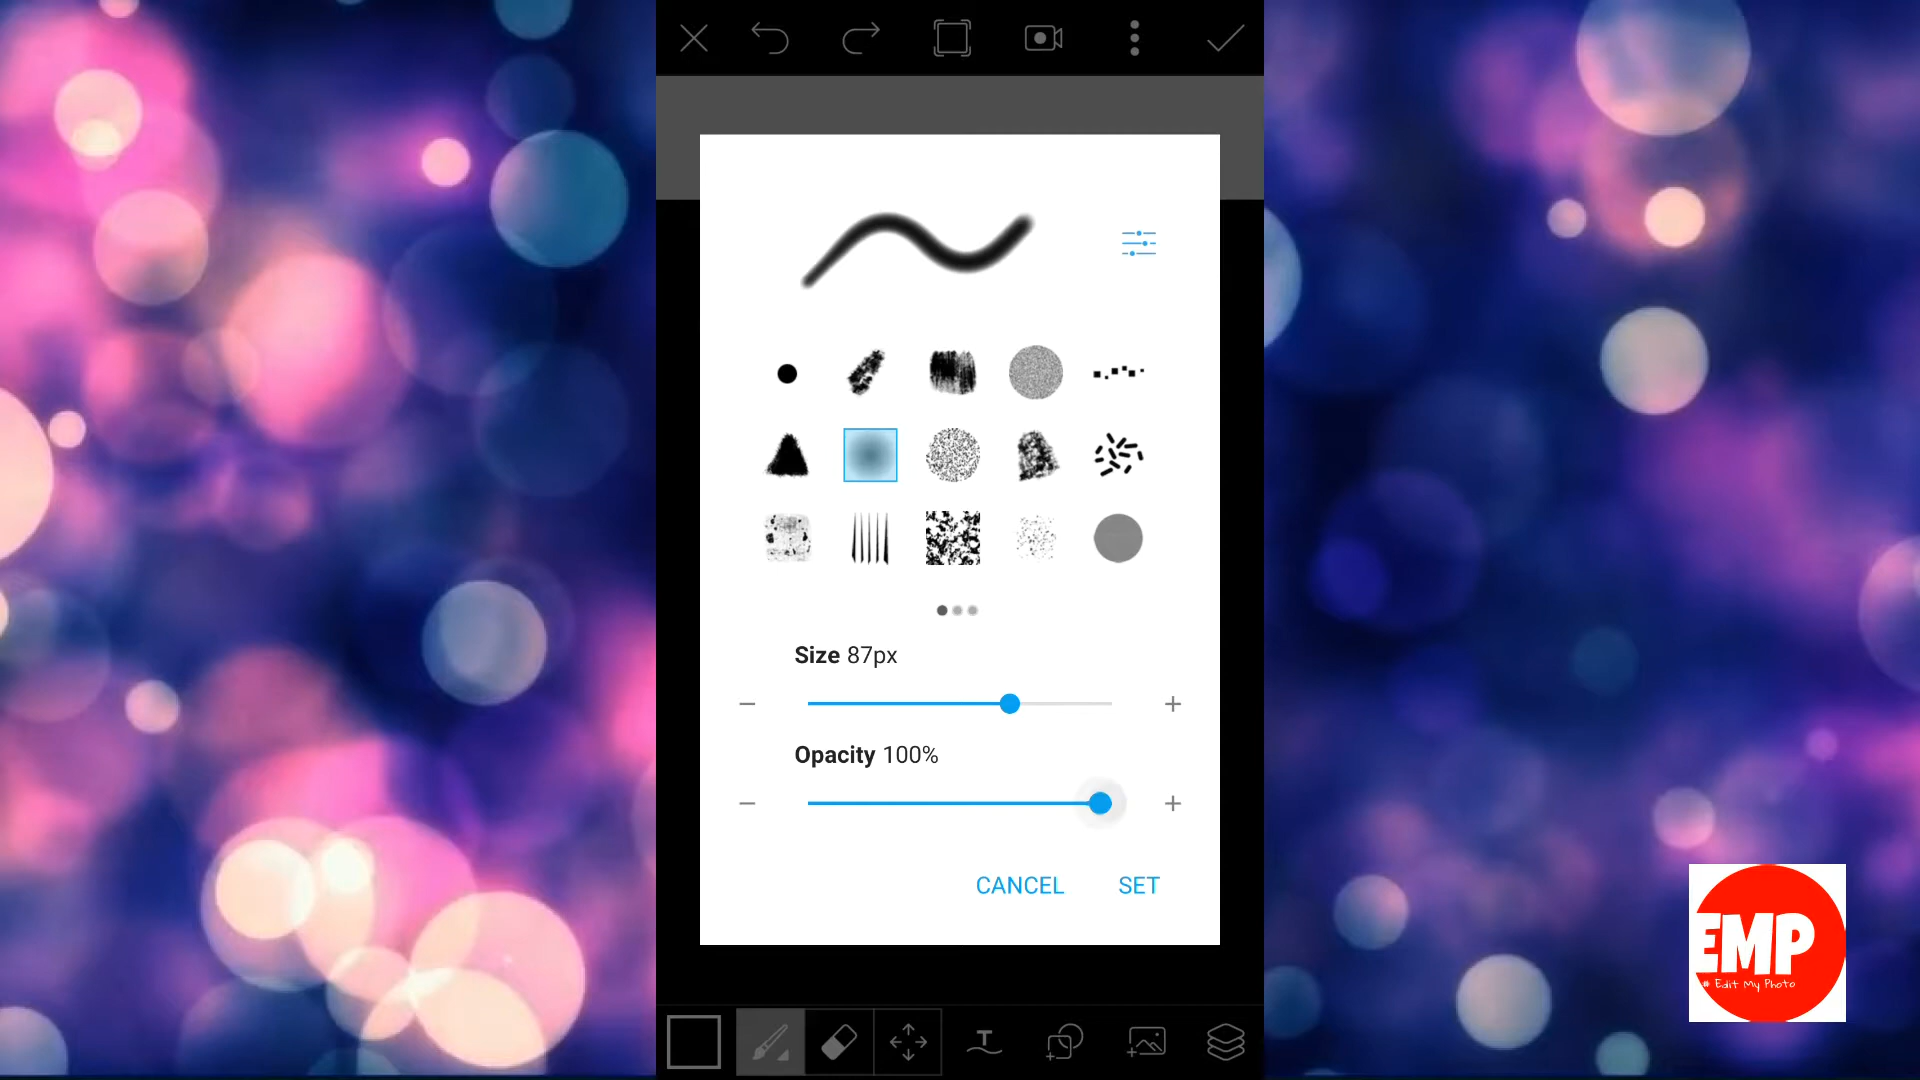 Size 87px
Opacity 100%
CANCEL SET
EMP
# Edit My Photo